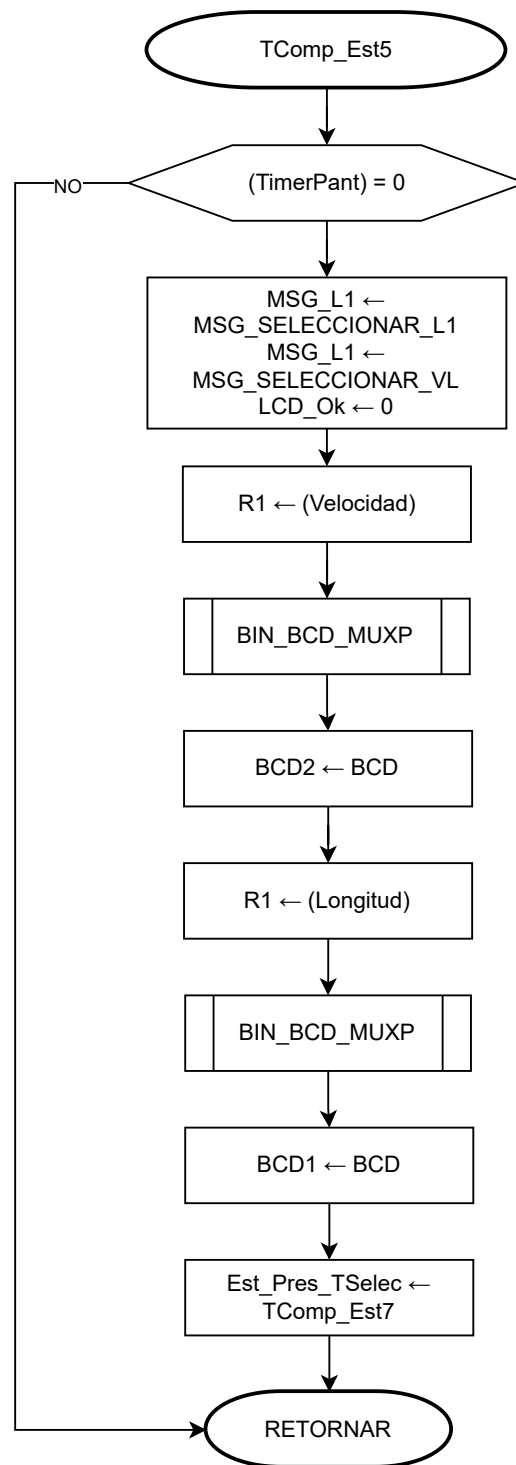 TComp_Est5
(TimerPant) = 0
NO
MSG_L1 ←
MSG_SELECCIONAR_L1
MSG_L1 ←
MSG_SELECCIONAR_VL
LCD_Ok ← 0
R1 ← (Velocidad)
BIN_BCD_MUXP
BCD2 ← BCD
R1 ← (Longitud)
BIN_BCD_MUXP
BCD1 ← BCD
Est_Pres_TSelec ←
TComp_Est7
RETORNAR